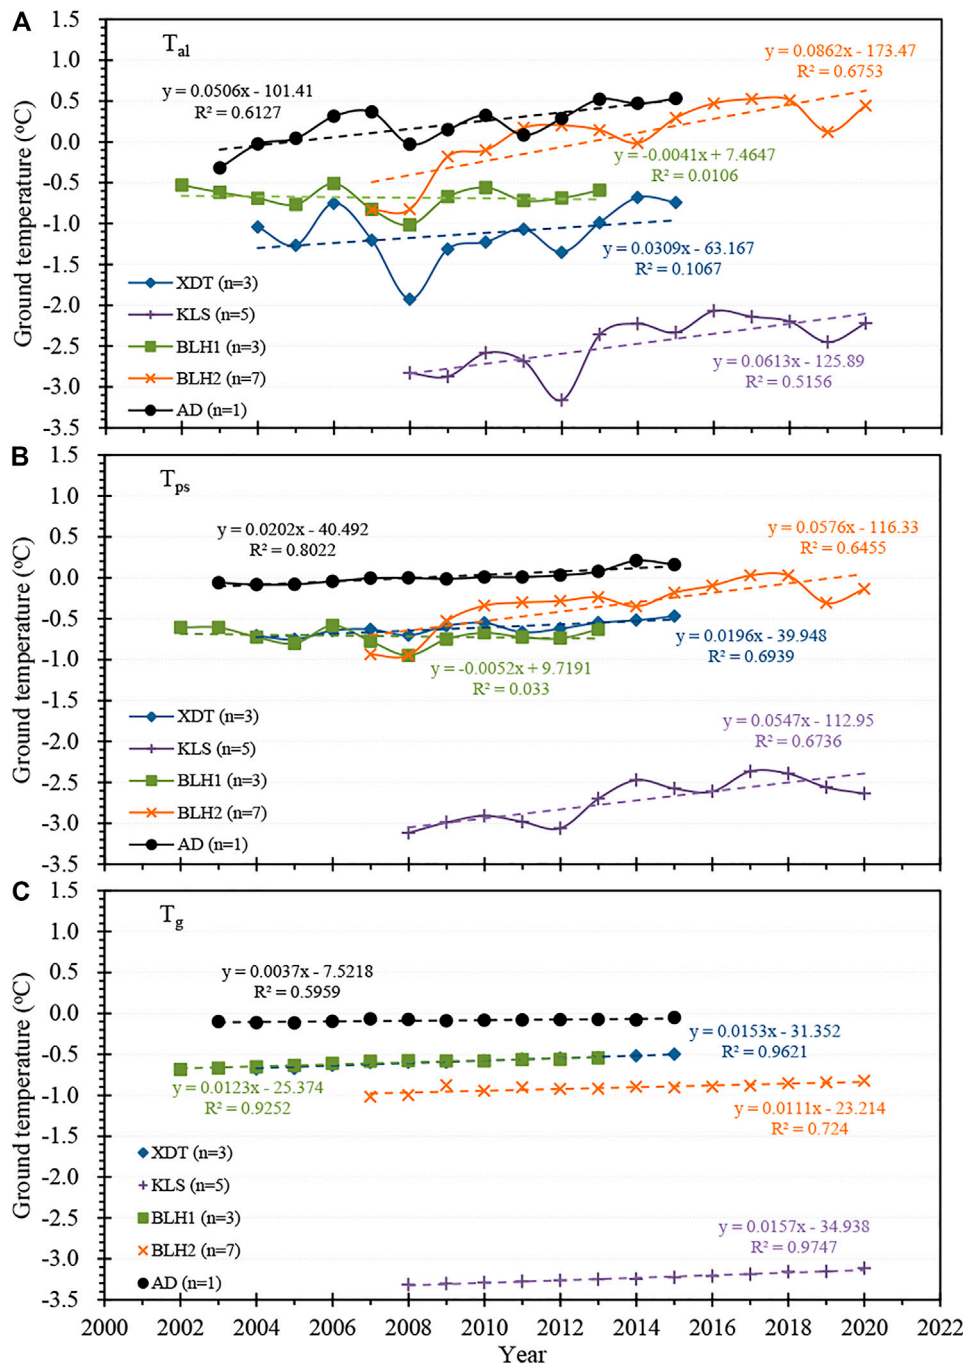 A
T_al
1.5
1.0
0.5
0.0
-0.5
-1.0
-1.5
-2.0
-2.5
-3.0
-3.5
Ground temperature (°C)
y = 0.0862x - 173.47
R² = 0.6753
y = 0.0506x - 101.41
R² = 0.6127
y = -0.0041x + 7.4647
R² = 0.0106
y = 0.0309x - 63.167
R² = 0.1067
y = 0.0613x - 125.89
R² = 0.5156
XDT (n=3)
KLS (n=5)
BLH1 (n=3)
BLH2 (n=7)
AD (n=1)
B
T_ps
1.5
1.0
0.5
0.0
-0.5
-1.0
-1.5
-2.0
-2.5
-3.0
-3.5
Ground temperature (°C)
y = 0.0202x - 40.492
R² = 0.8022
y = 0.0576x - 116.33
R² = 0.6455
y = 0.0196x - 39.948
R² = 0.6939
y = -0.0052x + 9.7191
R² = 0.033
y = 0.0547x - 112.95
R² = 0.6736
XDT (n=3)
KLS (n=5)
BLH1 (n=3)
BLH2 (n=7)
AD (n=1)
C
T_g
1.5
1.0
0.5
0.0
-0.5
-1.0
-1.5
-2.0
-2.5
-3.0
-3.5
Ground temperature (°C)
y = 0.0037x - 7.5218
R² = 0.5959
y = 0.0153x - 31.352
R² = 0.9621
y = 0.0123x - 25.374
R² = 0.9252
y = 0.0111x - 23.214
R² = 0.724
y = 0.0157x - 34.938
R² = 0.9747
XDT (n=3)
KLS (n=5)
BLH1 (n=3)
BLH2 (n=7)
AD (n=1)
2000 2002 2004 2006 2008 2010 2012 2014 2016 2018 2020 2022
Year